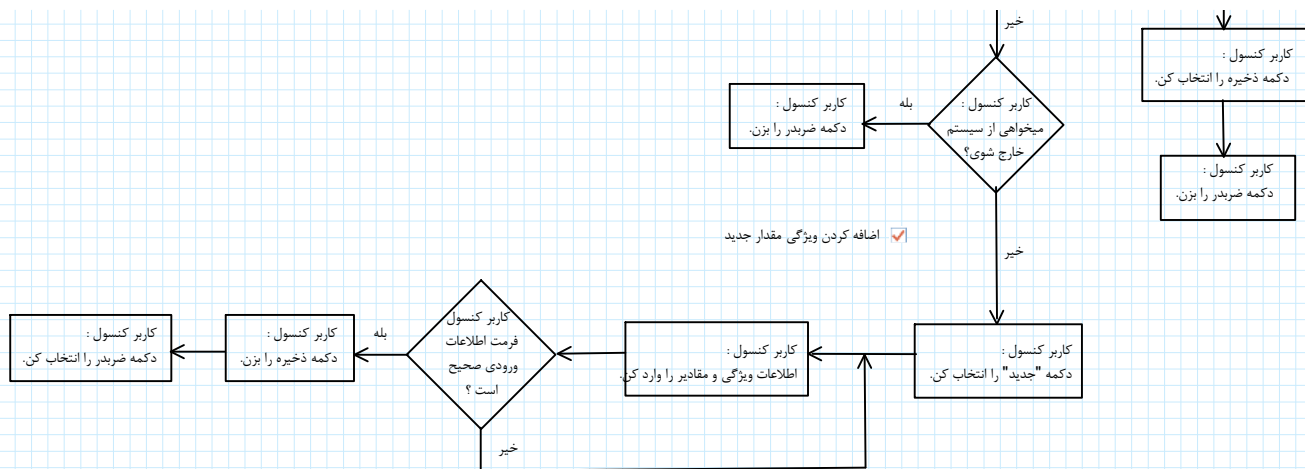 خیر
کاربر کنسول :
دکمه ذخیره را انتخاب کن.
کاربر کنسول :
میخواهی از سیستم
خارج شوی؟
بله
کاربر کنسول :
دکمه ضربدر را بزن.
کاربر کنسول :
دکمه ضربدر را بزن.
اضافه کردن ویژگی مقدار جدید
خیر
کاربر کنسول :
دکمه "جدید" را انتخاب کن.
کاربر کنسول :
اطلاعات ویژگی و مقادیر را وارد کن.
کاربر کنسول
فرمت اطلاعات
ورودی صحیح
است ؟
بله
کاربر کنسول :
دکمه ذخیره را بزن.
کاربر کنسول :
دکمه ضربدر را انتخاب کن.
خیر